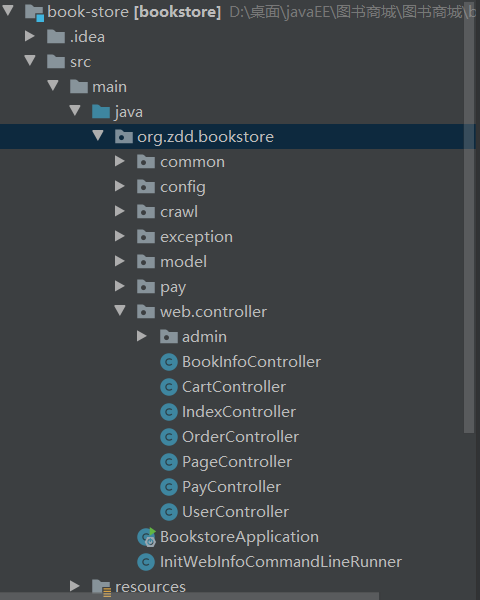 book-store [bookstore] D:\桌面\javaEE\图书商城\图书商城\b
.idea
src
main
java
org.zdd.bookstore
common
config
crawl
exception
model
pay
web.controller
admin
C BookInfoController
C CartController
C IndexController
C OrderController
C PageController
C PayController
C UserController
C BookstoreApplication
C InitWebInfoCommandLineRunner
resources